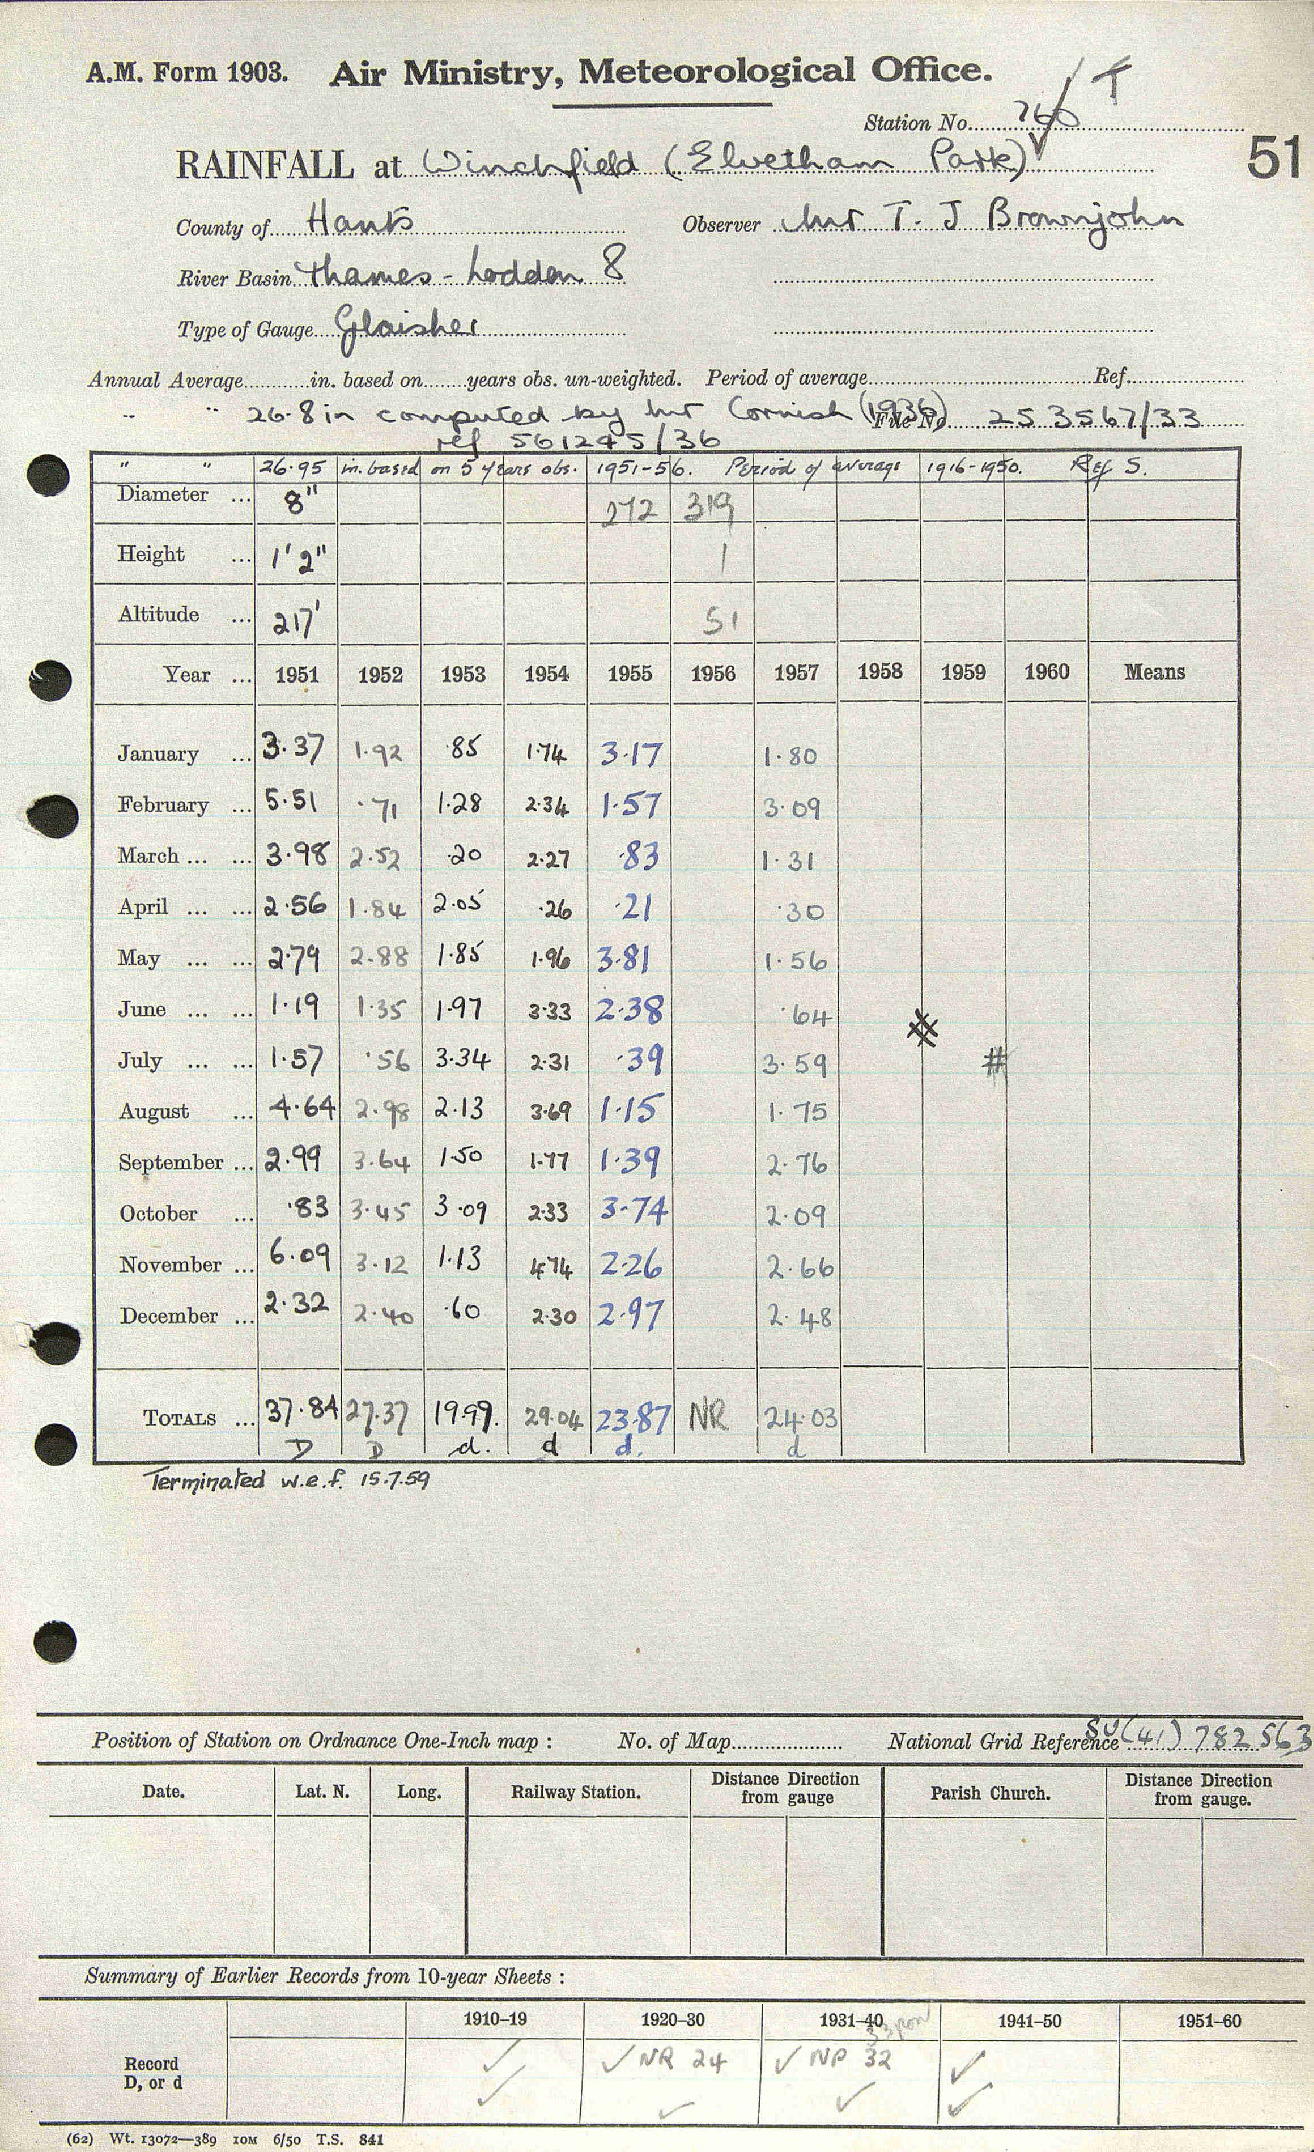 A.M. Form 1903. Air Ministry, Meteorological Office.
T
Station No. 760
51
RAINFALL at Winchfield (Elvetham Park)
County of Hants Observer Mr T. J Brownjohn
River Basin Thames - Loddon 8
Type of Gauge Glaisher
Annual Average in. based on years obs. un-weighted. Period of average Ref.
" " 26.8 in computed by Mr Cornish (1936) File No 253567/33
ref 561245/36
" " 26.95 in. based on 5 years obs. 1951-56. Period of average 1916-1950. Ref S.
Diameter ... 8" 272 319
Height ... 1' 2" 1
Altitude ... 217' 51
Year ... 1951 1952 1953 1954 1955 1956 1957 1958 1959 1960 Means
January ... 3.37 1.92 .85 1.74 3.17 1.80
February ... 5.51 .71 1.28 2.34 1.57 3.09
March ... ... 3.98 2.52 .20 2.27 .83 1.31
April ... ... 2.56 1.84 2.05 .26 .21 .30
May ... ... 2.79 2.88 1.85 1.96 3.81 1.56
June ... ... 1.19 1.35 1.97 3.33 2.38 .64
July ... ... 1.57 .56 3.34 2.31 .39 3.59 #
August ... 4.64 2.98 2.13 3.69 1.15 1.75
September ... 2.99 3.64 1.50 1.77 1.39 2.76
October ... .83 3.45 3.09 2.33 3.74 2.09
November ... 6.09 3.12 1.13 4.74 2.26 2.66
December ... 2.32 2.40 .60 2.30 2.97 2.48
TOTALS ... 37.84 27.37 19.99. 29.04 23.87 NR 24.03
D D d. d d. d
Terminated w.e.f. 15.7.59
Position of Station on Ordnance One-Inch map : No. of Map National Grid Reference SU (41) 782 563
Date. Lat. N. Long. Railway Station. Distance Direction from gauge Parish Church. Distance Direction from gauge.
Summary of Earlier Records from 10-year Sheets :
1910-19 1920-30 1931-40 1941-50 1951-60
Record ✓ ✓ NR 24 ✓ NP 32 ✓
D, or d ✓ ✓ ✓ ✓
(62) Wt. 13072—389 10M 6/50 T.S. 841